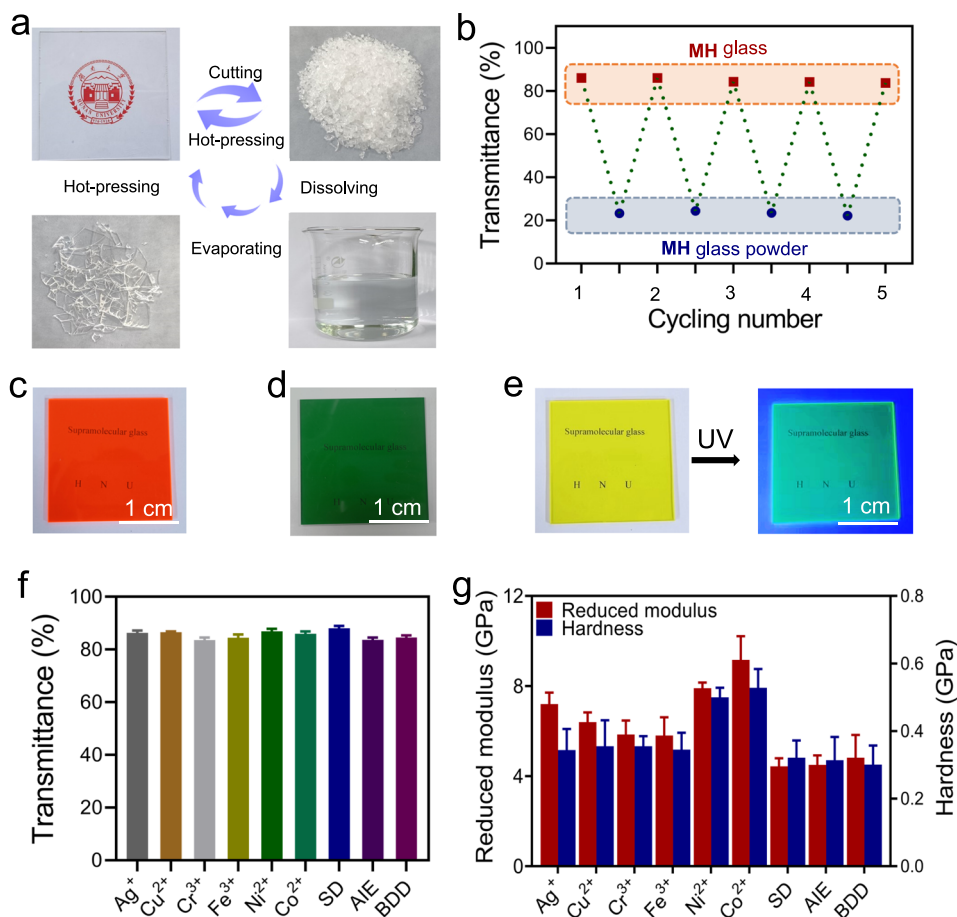 a
Cutting
Hot-pressing
Hot-pressing
Dissolving
Evaporating
HUNAN UNIVERSITY
b
Transmittance (%)
100
80
60
40
20
0
MH glass
MH glass powder
1 2 3 4 5
Cycling number
c
Supramolecular glass
H N U
1 cm
d
Supramolecular glass
H N U
1 cm
e
Supramolecular glass
H N U
UV
Supramolecular glass
H N U
1 cm
f
Transmittance (%)
100
80
60
40
20
0
Ag⁺ Cu²⁺ Cr³⁺ Fe³⁺ Ni²⁺ Co²⁺ SD AIE BDD
g
Reduced modulus (GPa)
12
8
4
0
Reduced modulus
Hardness
0.8
0.6
0.4
0.2
0.0
Hardness (GPa)
Ag⁺ Cu²⁺ Cr³⁺ Fe³⁺ Ni²⁺ Co²⁺ SD AIE BDD